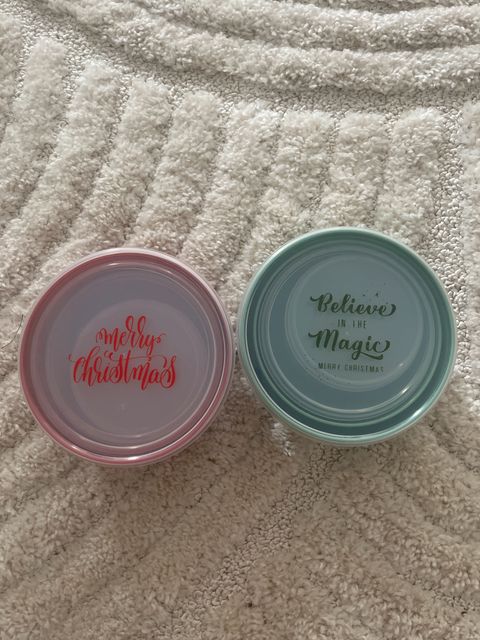 merry
christmas
Believe
IN THE
Magic
MERRY CHRISTMAS